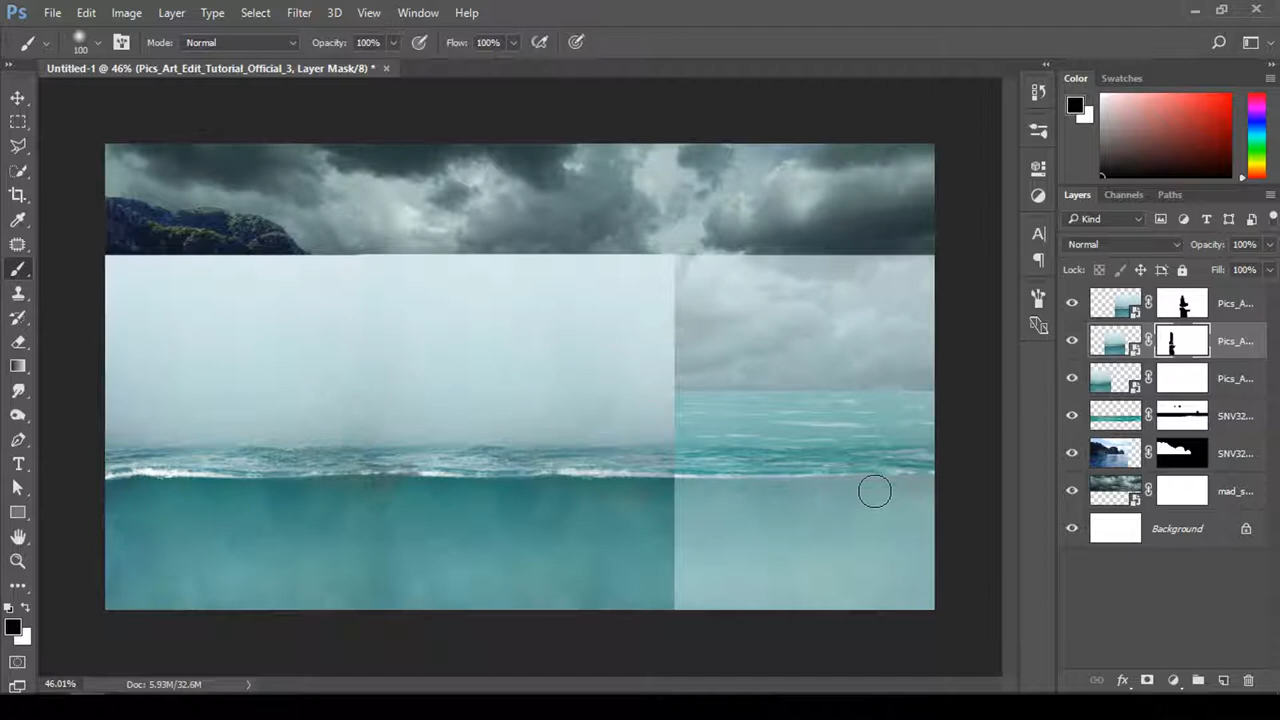 Ps File Edit Image Layer Type Select Filter 3D View Window Help
100 Mode: Normal Opacity: 100% Flow: 100%
Untitled-1 @ 46% (Pics_Art_Edit_Tutorial_Official_3, Layer Mask/8) * ×
Color Swatches
Layers Channels Paths
Kind
Normal Opacity: 100%
Lock: Fill: 100%
Pics_A...
Pics_A...
Pics_A...
SNV32...
SNV32...
mad_s...
Background
46.01% Doc: 5.93M/32.6M